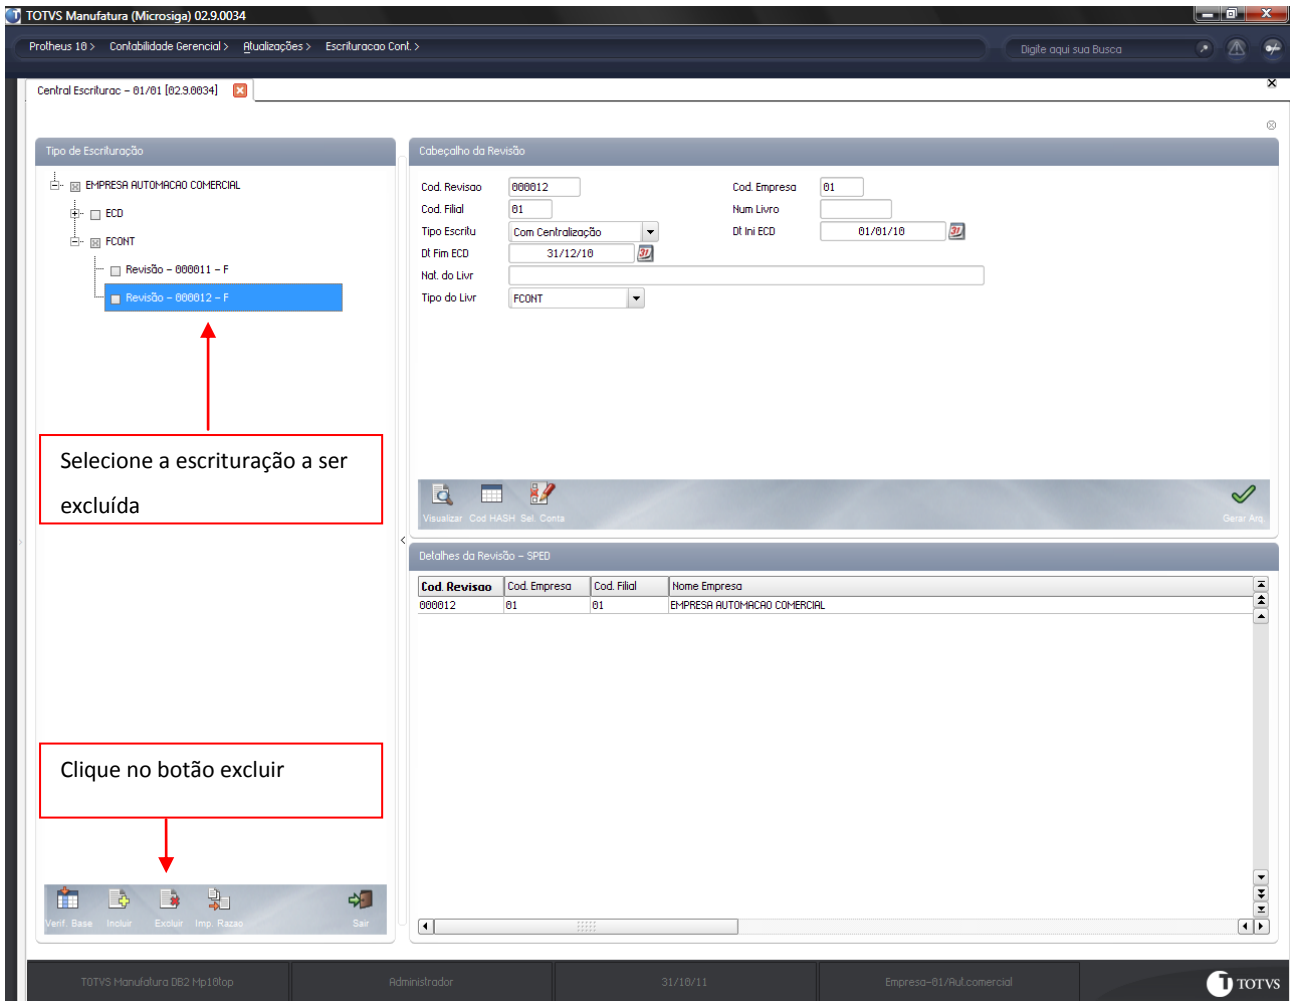 TOTVS Manufatura (Microsiga) 02.9.0034
Protheus 10 > Contabilidade Gerencial > Atualizações > Escrituracao Cont. >
Digite aqui sua Busca
Central Escriturac - 01/01 [02.9.0034]
Tipo de Escrituração
EMPRESA AUTOMACAO COMERCIAL
ECD
FCONT
Revisão - 000011 - F
Revisão - 000012 - F
Selecione a escrituração a ser
excluída
Clique no botão excluir
Verif. Base Incluir Excluir Imp. Razao Sair
Cabeçalho da Revisão
Cod. Revisao 000012 Cod. Empresa 01
Cod. Filial 01 Num Livro
Tipo Escritu Com Centralização Dt Ini ECD 01/01/10
Dt Fim ECD 31/12/10
Nat. do Livr
Tipo do Livr FCONT
Visualizar Cod HASH Sel. Conta Gerar Arq.
Detalhes da Revisão - SPED
Cod. Revisao Cod. Empresa Cod. Filial Nome Empresa
000012 01 01 EMPRESA AUTOMACAO COMERCIAL
TOTVS Manufatura DB2 Mp10top Administrador 31/10/11 Empresa-01/Aut.comercial TOTVS